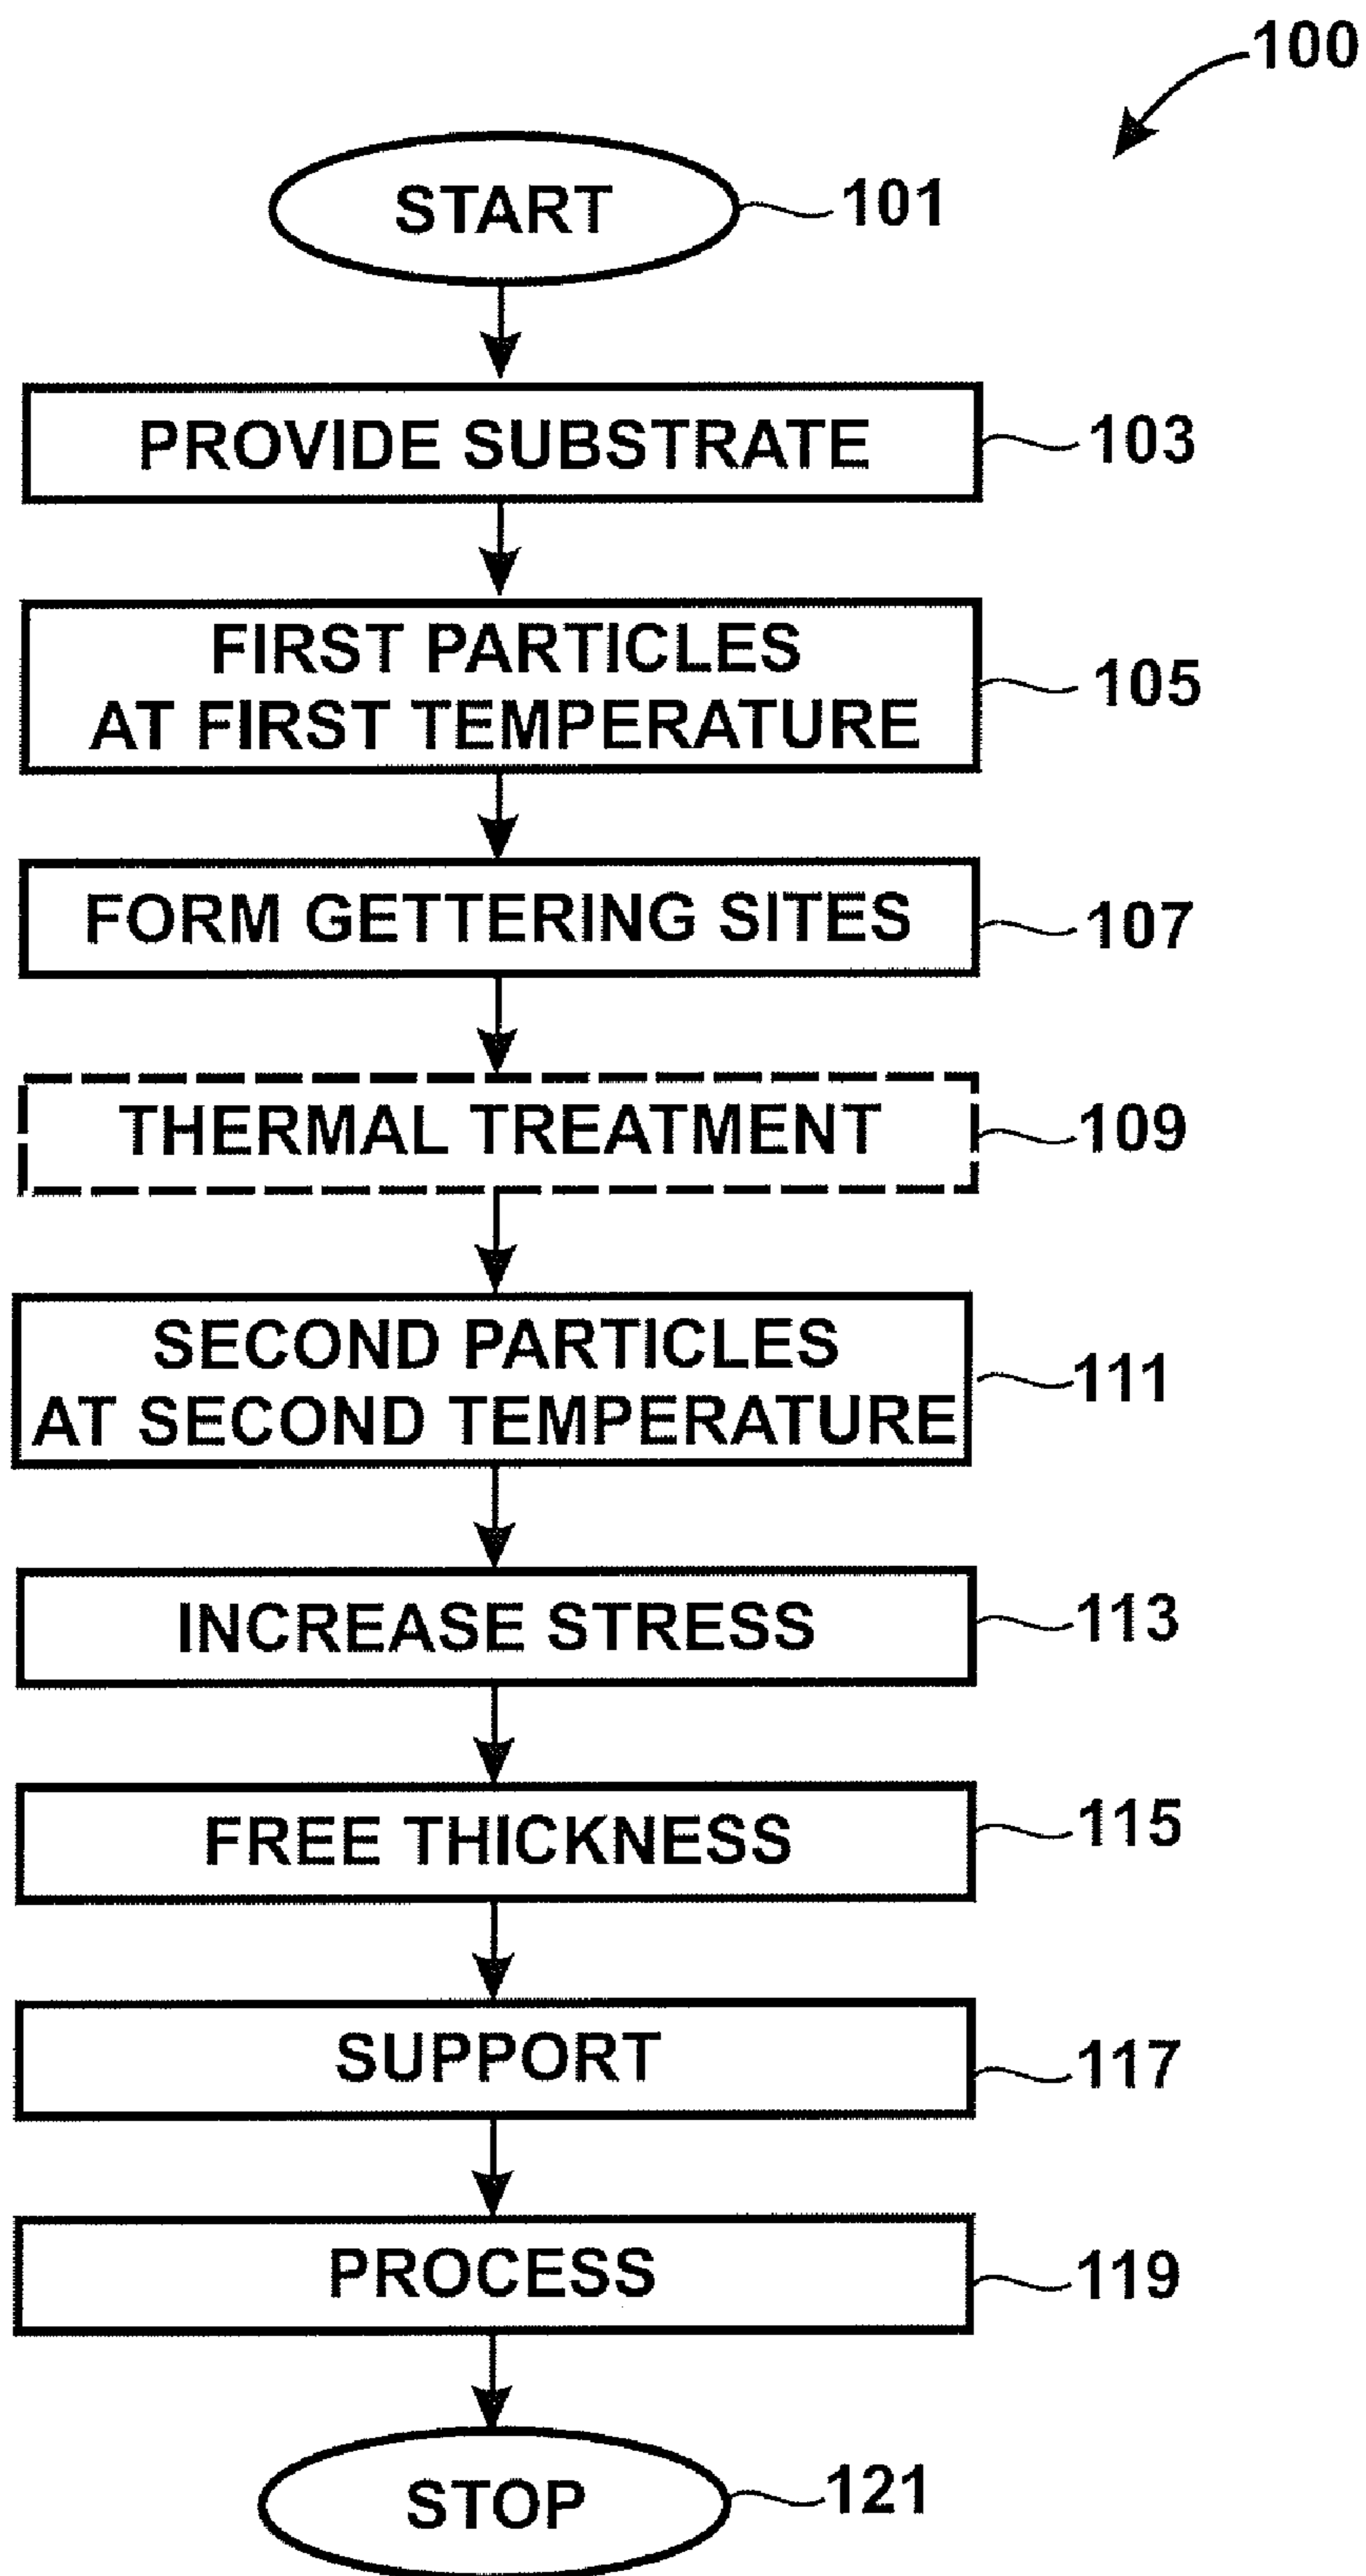 100
START
101
PROVIDE SUBSTRATE
103
FIRST PARTICLES
AT FIRST TEMPERATURE
105
FORM GETTERING SITES
107
THERMAL TREATMENT
109
SECOND PARTICLES
AT SECOND TEMPERATURE
111
INCREASE STRESS
113
FREE THICKNESS
115
SUPPORT
117
PROCESS
119
STOP
121